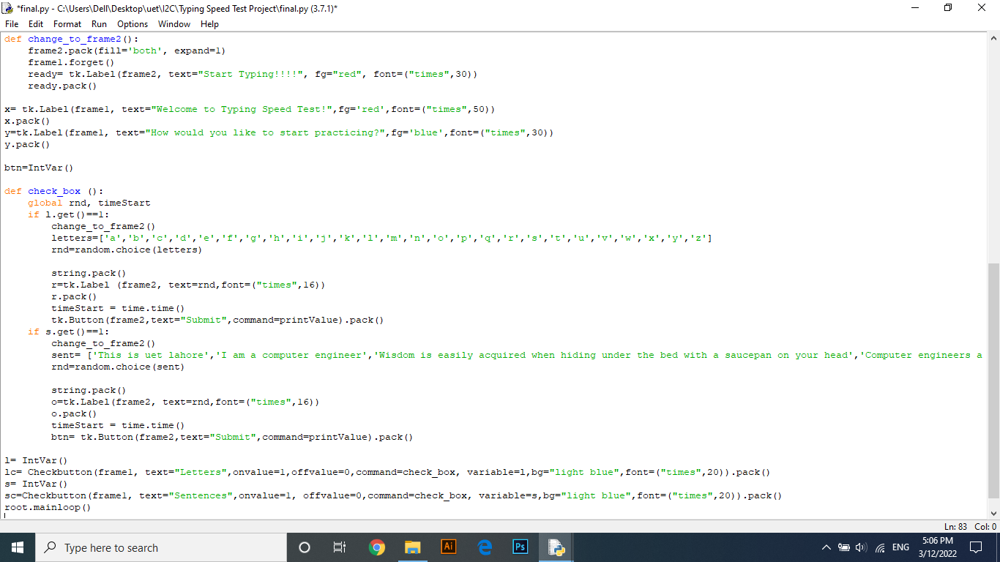 *final.py - C:\Users\Dell\Desktop\uet\I2C\Typing Speed Test Project\final.py (3.7.1)*
File Edit Format Run Options Window Help
def change_to_frame2():
    frame2.pack(fill='both', expand=1)
    frame1.forget()
    ready= tk.Label(frame2, text="Start Typing!!!!", fg="red", font=("times",30))
    ready.pack()

x= tk.Label(frame1, text="Welcome to Typing Speed Test!",fg='red',font=("times",50))
x.pack()
y=tk.Label(frame1, text="How would you like to start practicing?",fg='blue',font=("times",30))
y.pack()

btn=IntVar()

def check_box ():
    global rnd, timeStart
    if l.get()==1:
        change_to_frame2()
        letters=['a','b','c','d','e','f','g','h','i','j','k','l','m','n','o','p','q','r','s','t','u','v','w','x','y','z']
        rnd=random.choice(letters)

        string.pack()
        r=tk.Label (frame2, text=rnd,font=("times",16))
        r.pack()
        timeStart = time.time()
        tk.Button(frame2,text="Submit",command=printValue).pack()
    if s.get()==1:
        change_to_frame2()
        sent= ['This is uet lahore','I am a computer engineer','Wisdom is easily acquired when hiding under the bed with a saucepan on your head','Computer engineers a
        rnd=random.choice(sent)

        string.pack()
        o=tk.Label(frame2, text=rnd,font=("times",16))
        o.pack()
        timeStart = time.time()
        btn= tk.Button(frame2,text="Submit",command=printValue).pack()

l= IntVar()
lc= Checkbutton(frame1, text="Letters",onvalue=1,offvalue=0,command=check_box, variable=l,bg="light blue",font=("times",20)).pack()
s= IntVar()
sc=Checkbutton(frame1, text="Sentences",onvalue=1, offvalue=0,command=check_box, variable=s,bg="light blue",font=("times",20)).pack()
root.mainloop()
Ln: 83 Col: 0
Type here to search
Ai
Ps
ENG
5:06 PM
3/12/2022